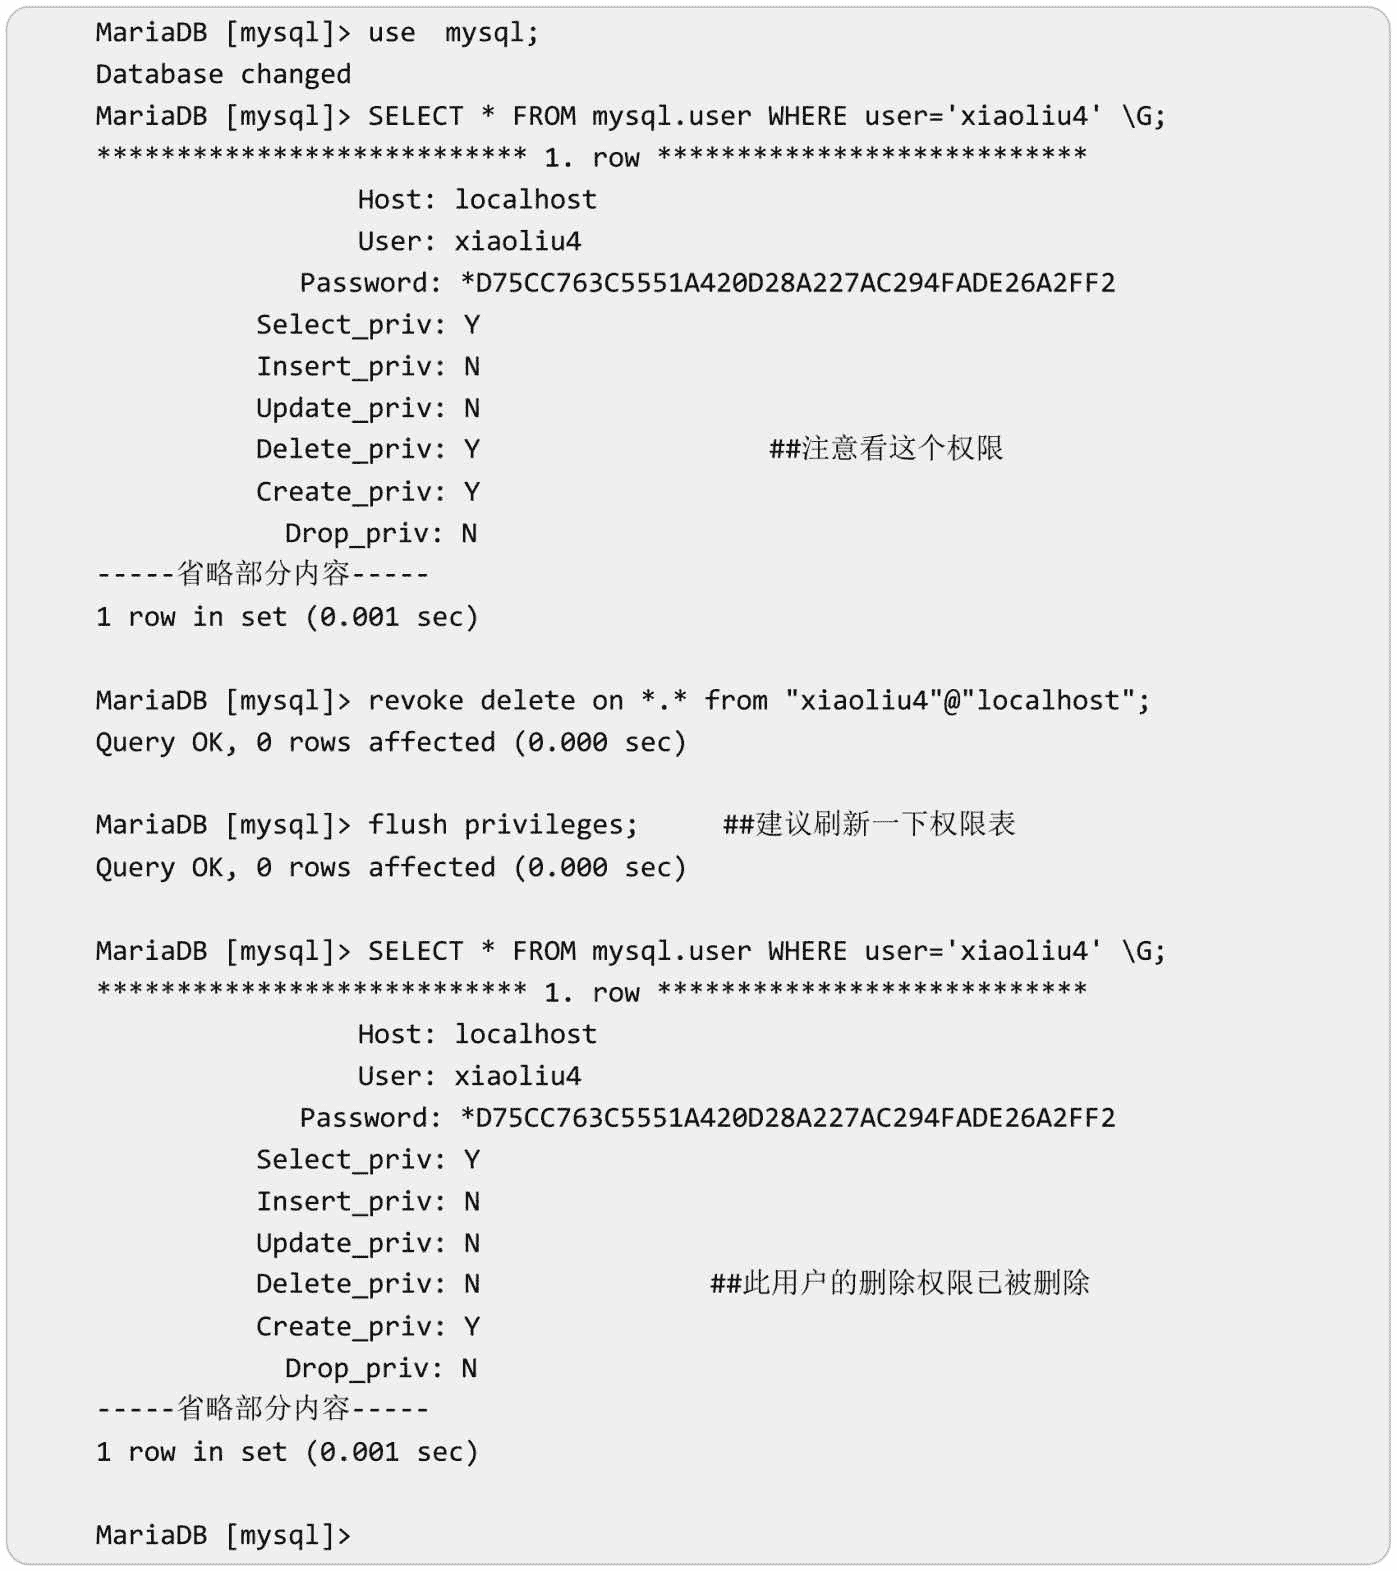 MariaDB [mysql]> use  mysql;
Database changed
MariaDB [mysql]> SELECT * FROM mysql.user WHERE user='xiaoliu4' \G;
*************************** 1. row ***************************
Host: localhost
User: xiaoliu4
Password: *D75CC763C5551A420D28A227AC294FADE26A2FF2
Select_priv: Y
Insert_priv: N
Update_priv: N
Delete_priv: Y ##注意看这个权限
Create_priv: Y
Drop_priv: N
-----省略部分内容-----
1 row in set (0.001 sec)
MariaDB [mysql]> revoke delete on *.* from "xiaoliu4"@"localhost";
Query OK, 0 rows affected (0.000 sec)
MariaDB [mysql]> flush privileges; ##建议刷新一下权限表
Query OK, 0 rows affected (0.000 sec)
MariaDB [mysql]> SELECT * FROM mysql.user WHERE user='xiaoliu4' \G;
*************************** 1. row ***************************
Host: localhost
User: xiaoliu4
Password: *D75CC763C5551A420D28A227AC294FADE26A2FF2
Select_priv: Y
Insert_priv: N
Update_priv: N
Delete_priv: N ##此用户的删除权限已被删除
Create_priv: Y
Drop_priv: N
-----省略部分内容-----
1 row in set (0.001 sec)
MariaDB [mysql]>